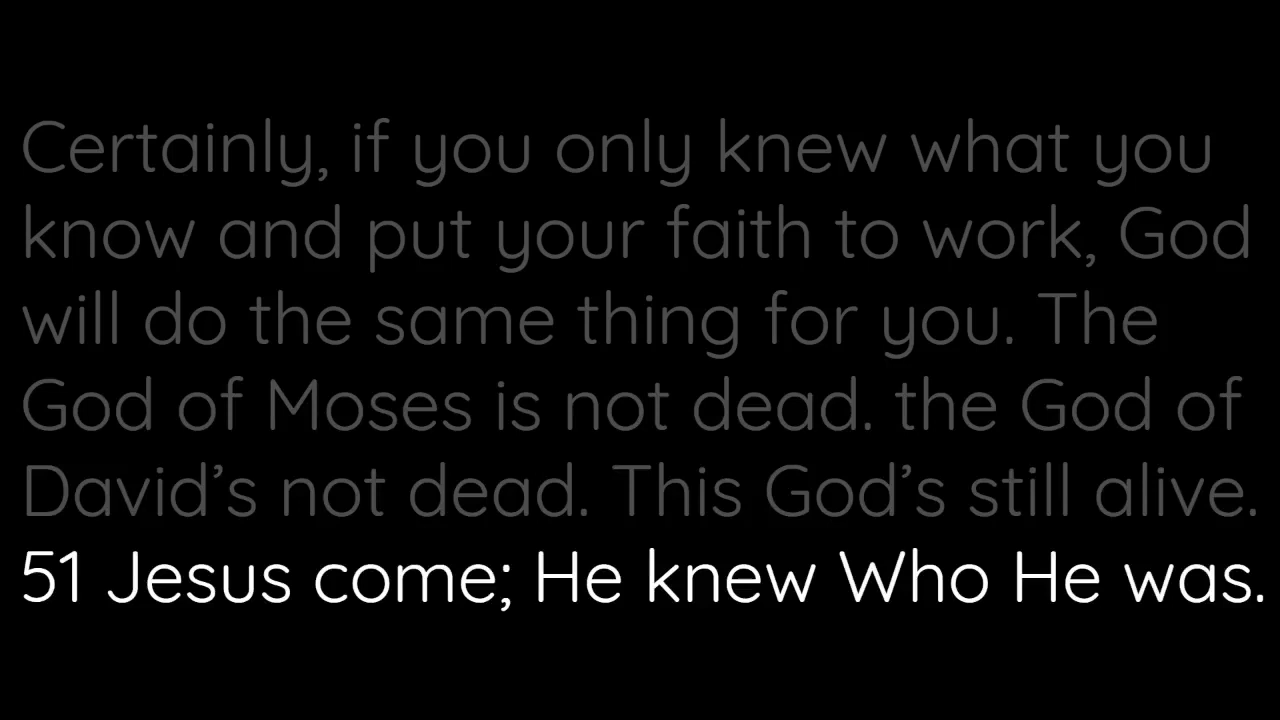 Certainly, if you only knew what you
know and put your faith to work, God
will do the same thing for you. The
God of Moses is not dead. the God of
David’s not dead. This God’s still alive.
51 Jesus come; He knew Who He was.